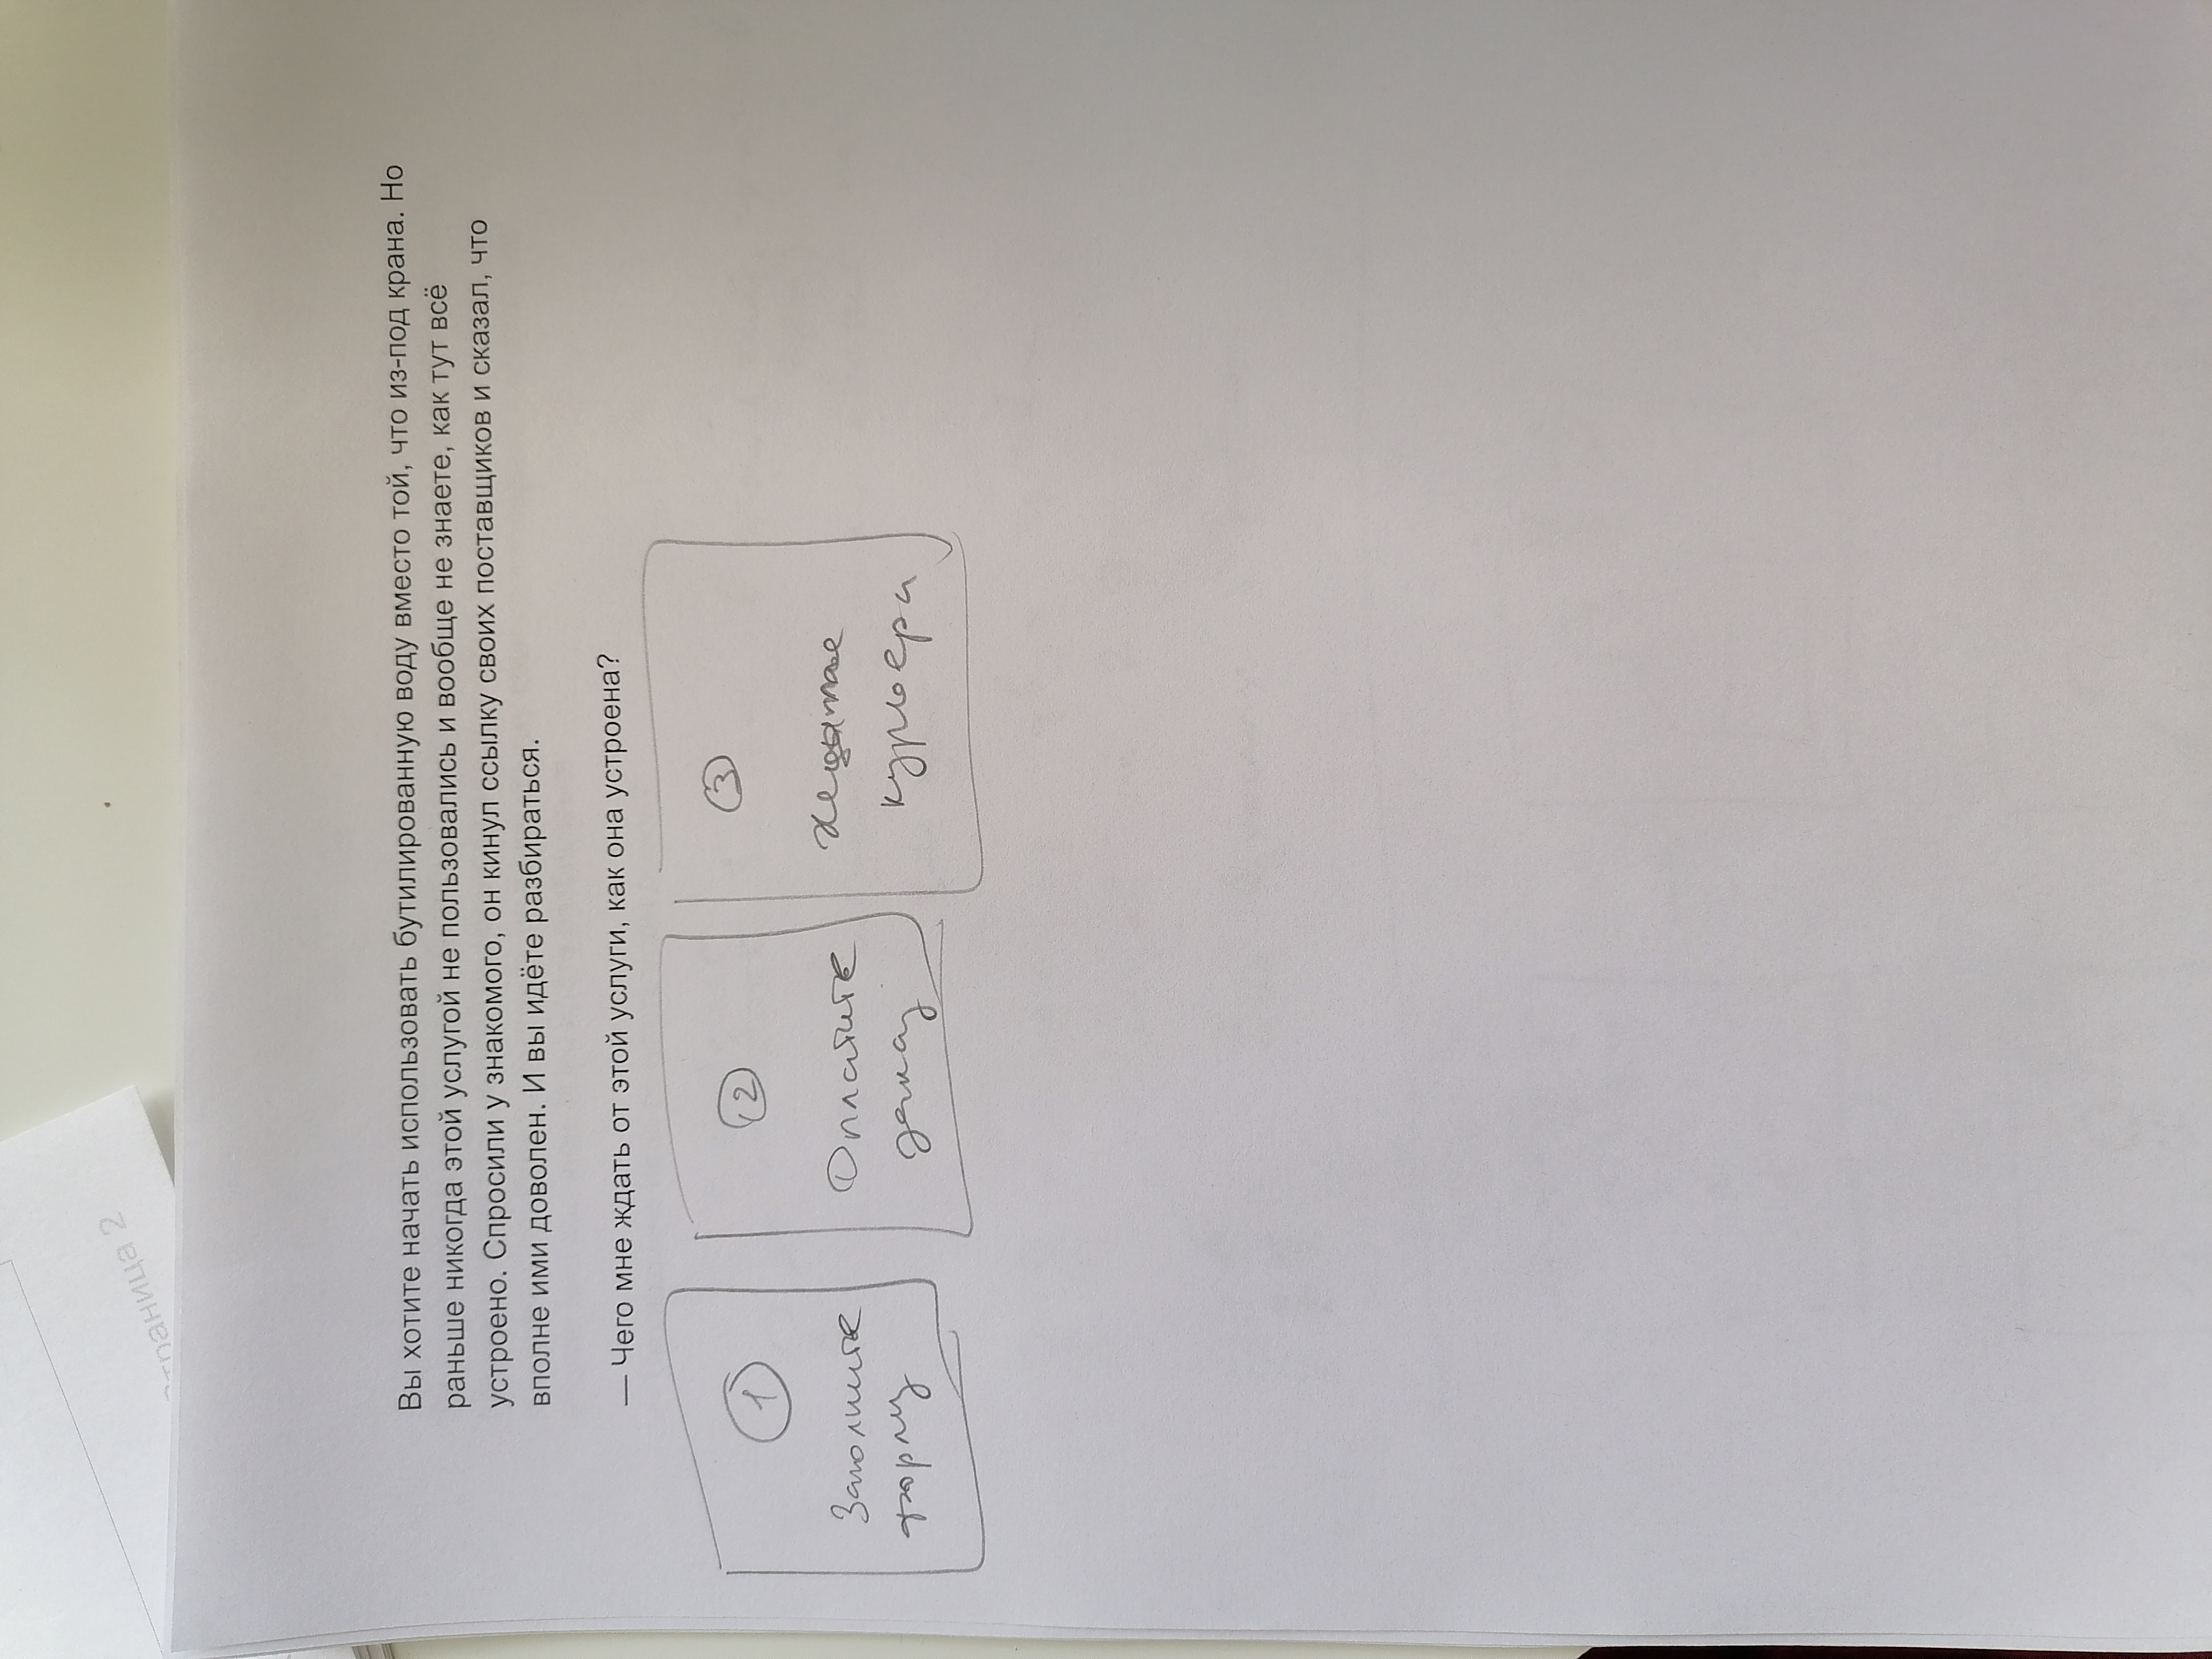 Страница 2
Вы хотите начать использовать бутилированную воду вместо той, что из-под крана. Но
раньше никогда этой услугой не пользовались и вообще не знаете, как тут всё
устроено. Спросили у знакомого, он кинул ссылку своих поставщиков и сказал, что
вполне ими доволен. И вы идёте разбираться.
— Чего мне ждать от этой услуги, как она устроена?
1
Заполните
форму
2
Оплатите
заказ
3
курьера